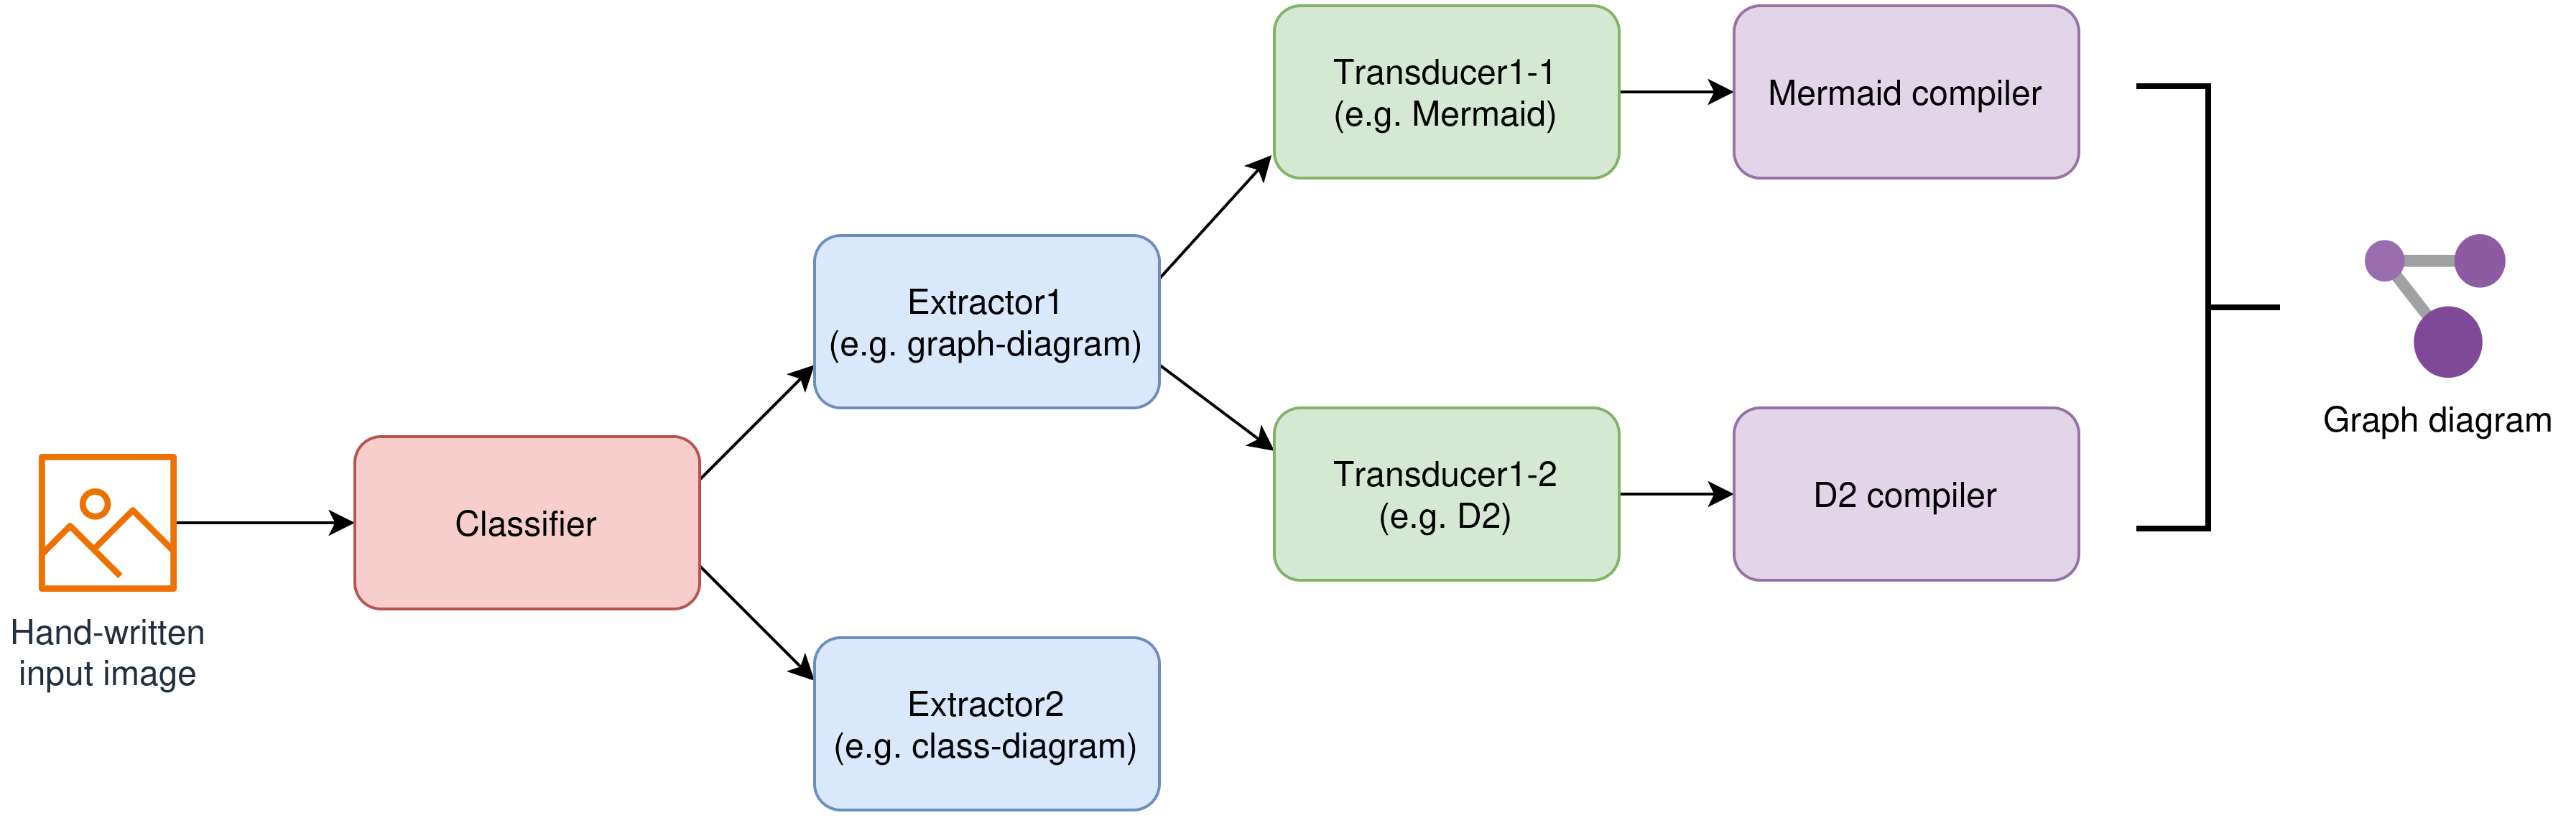 Transducer1-1
(e.g. Mermaid)
Mermaid compiler
Extractor1
(e.g. graph-diagram)
Graph diagram
Classifier
Transducer1-2
(e.g. D2)
D2 compiler
Hand-written
input image
Extractor2
(e.g. class-diagram)